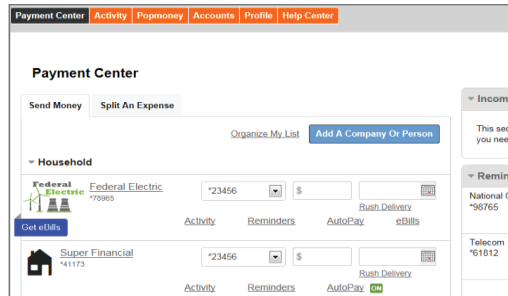 Payment Center Activity Popmoney Accounts Profile Help Center
Payment Center
Send Money Split An Expense
Organize My List Add A Company Or Person
Household
Federal
Electric
Federal Electric
*78965
*23456 $
Rush Delivery
Get eBills
Activity Reminders AutoPay eBills
Super Financial
*41173
*23456 $
Rush Delivery
Activity Reminders AutoPay ON
Incom
This sec
you nee
Remin
National C
*98765
Telecom
*61812